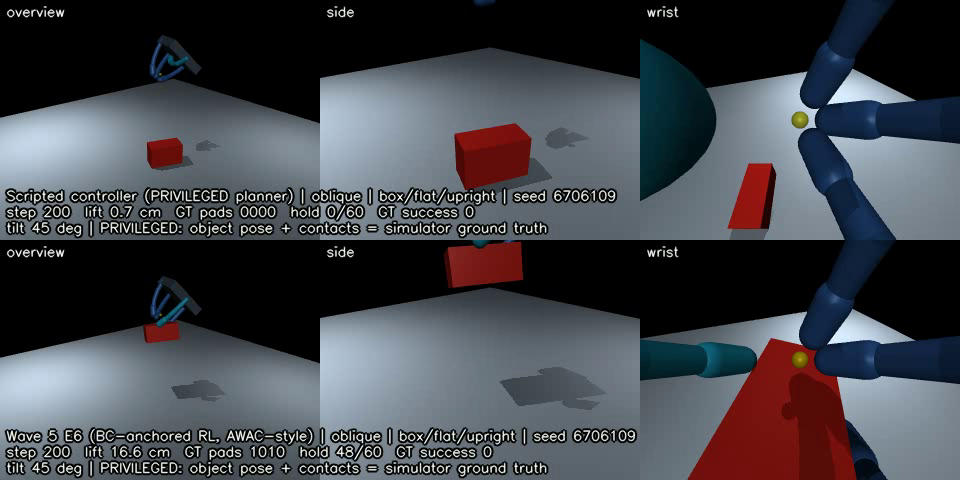 overview
side
wrist
Scripted controller (PRIVILEGED planner) | oblique | box/flat/upright | seed 6706109
step 200 lift 0.7 cm GT pads 0000 hold 0/60 GT success 0
tilt 45 deg | PRIVILEGED: object pose + contacts = simulator ground truth
overview
side
wrist
Wave 5 E6 (BC-anchored RL, AWAC-style) | oblique | box/flat/upright | seed 6706109
step 200 lift 16.6 cm GT pads 1010 hold 48/60 GT success 0
tilt 45 deg | PRIVILEGED: object pose + contacts = simulator ground truth